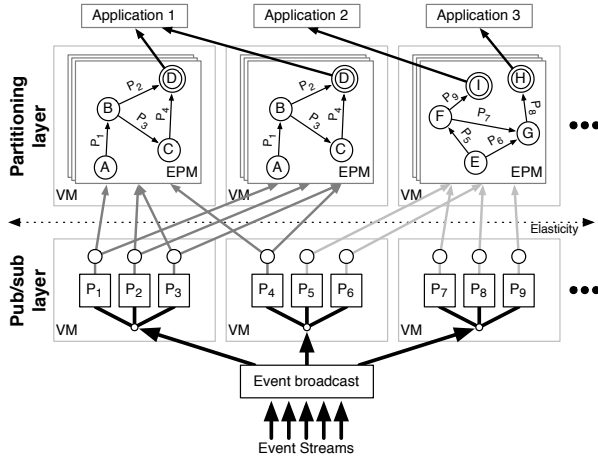 Application 1 Application 2 Application 3
Partitioning layer
D
P2
B
P4
P3
P1
C
A
EPM
VM
D
P2
B
P4
P3
P1
C
A
EPM
VM
I
H
P9
F
P7
P8
G
P5
P6
E
EPM
VM
•••
Elasticity
Pub/sub layer
P1 P2 P3
VM
P4 P5 P6
VM
P7 P8 P9
VM
•••
Event broadcast
Event Streams